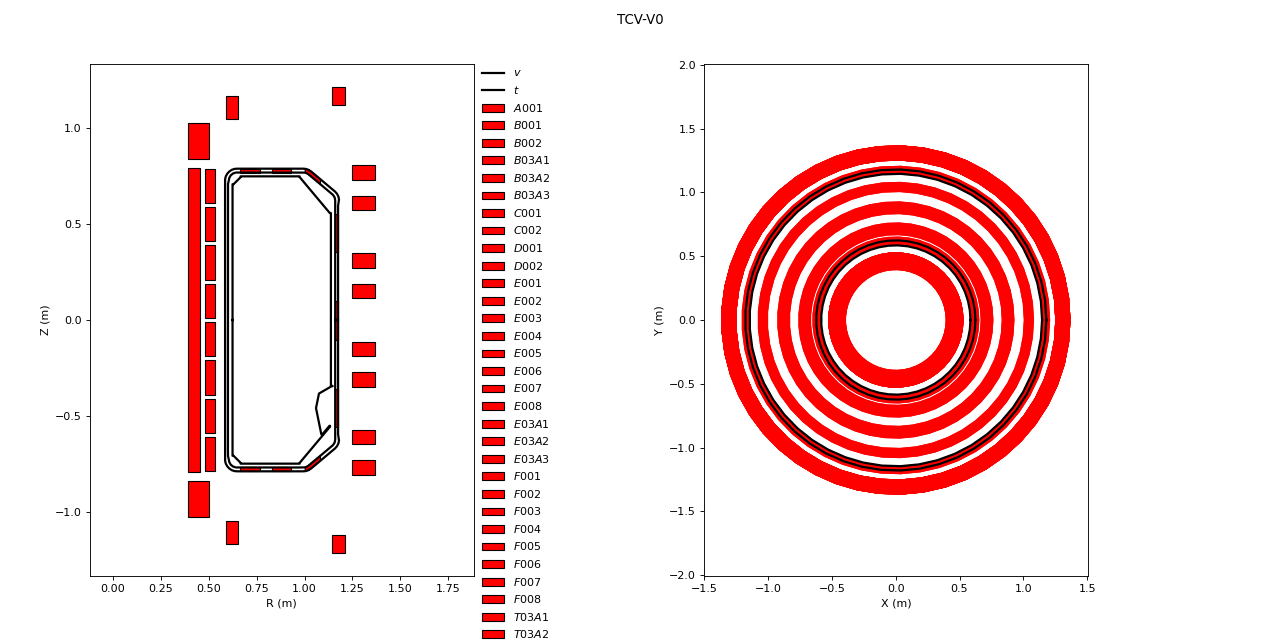 TCV-V0
1.0
0.5
0.0
−0.5
−1.0
Z (m)
0.00 0.25 0.50 0.75 1.00 1.25 1.50 1.75
R (m)
v
t
A001
B001
B002
B03A1
B03A2
B03A3
C001
C002
D001
D002
E001
E002
E003
E004
E005
E006
E007
E008
E03A1
E03A2
E03A3
F001
F002
F003
F004
F005
F006
F007
F008
T03A1
T03A2
2.0
1.5
1.0
0.5
0.0
−0.5
−1.0
−1.5
−2.0
Y (m)
−1.5 −1.0 −0.5 0.0 0.5 1.0 1.5
X (m)